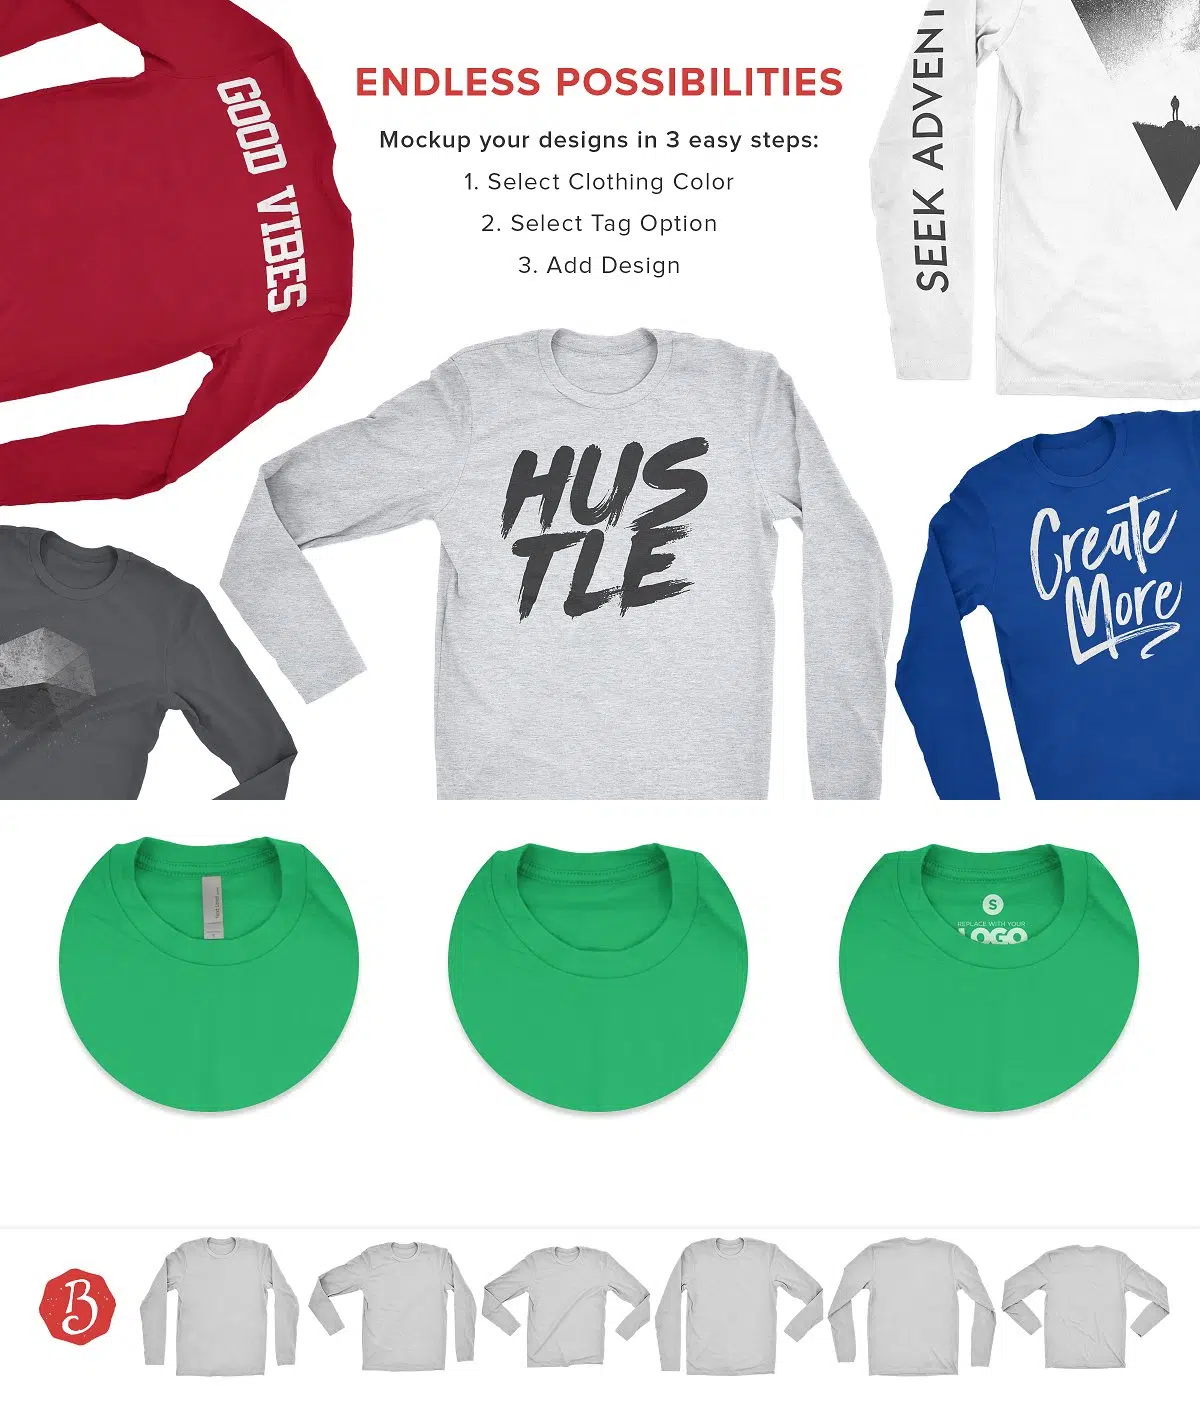 ENDLESS POSSIBILITIES
Mockup your designs in 3 easy steps:
1. Select Clothing Color
2. Select Tag Option
3. Add Design
GOOD VIBES
SEEK ADVENT
HUS
TLE
Create
More
S
REPLACE WITH YOUR
LOGO
B